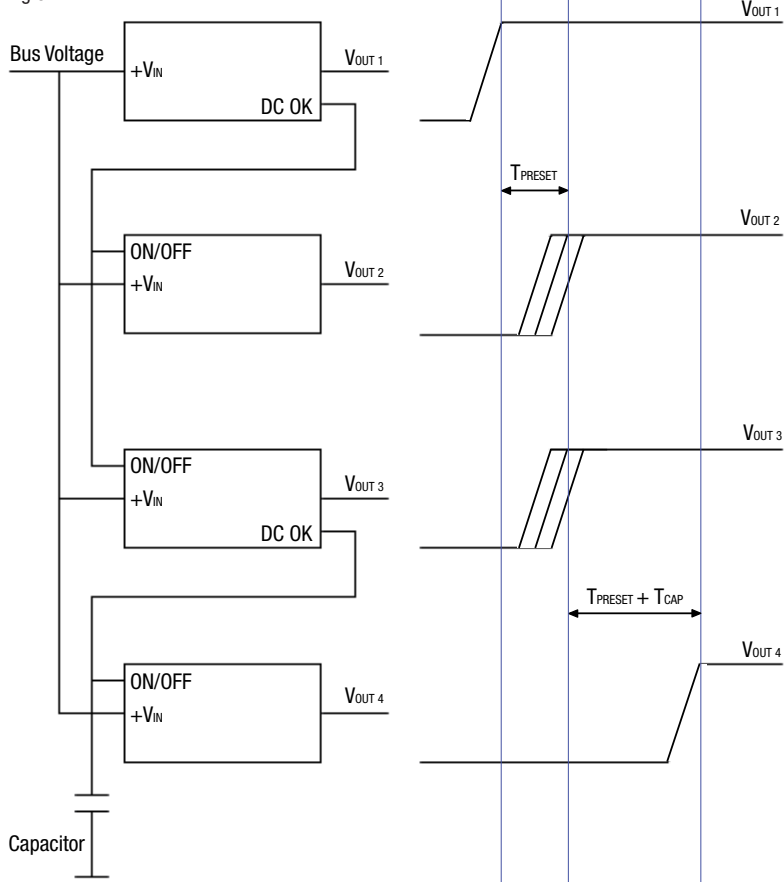 VOUT 1
Bus Voltage
+VIN
VOUT 1
DC OK
TPRESET
VOUT 2
ON/OFF
+VIN
VOUT 2
VOUT 3
ON/OFF
+VIN
VOUT 3
DC OK
TPRESET + TCAP
VOUT 4
ON/OFF
+VIN
VOUT 4
Capacitor